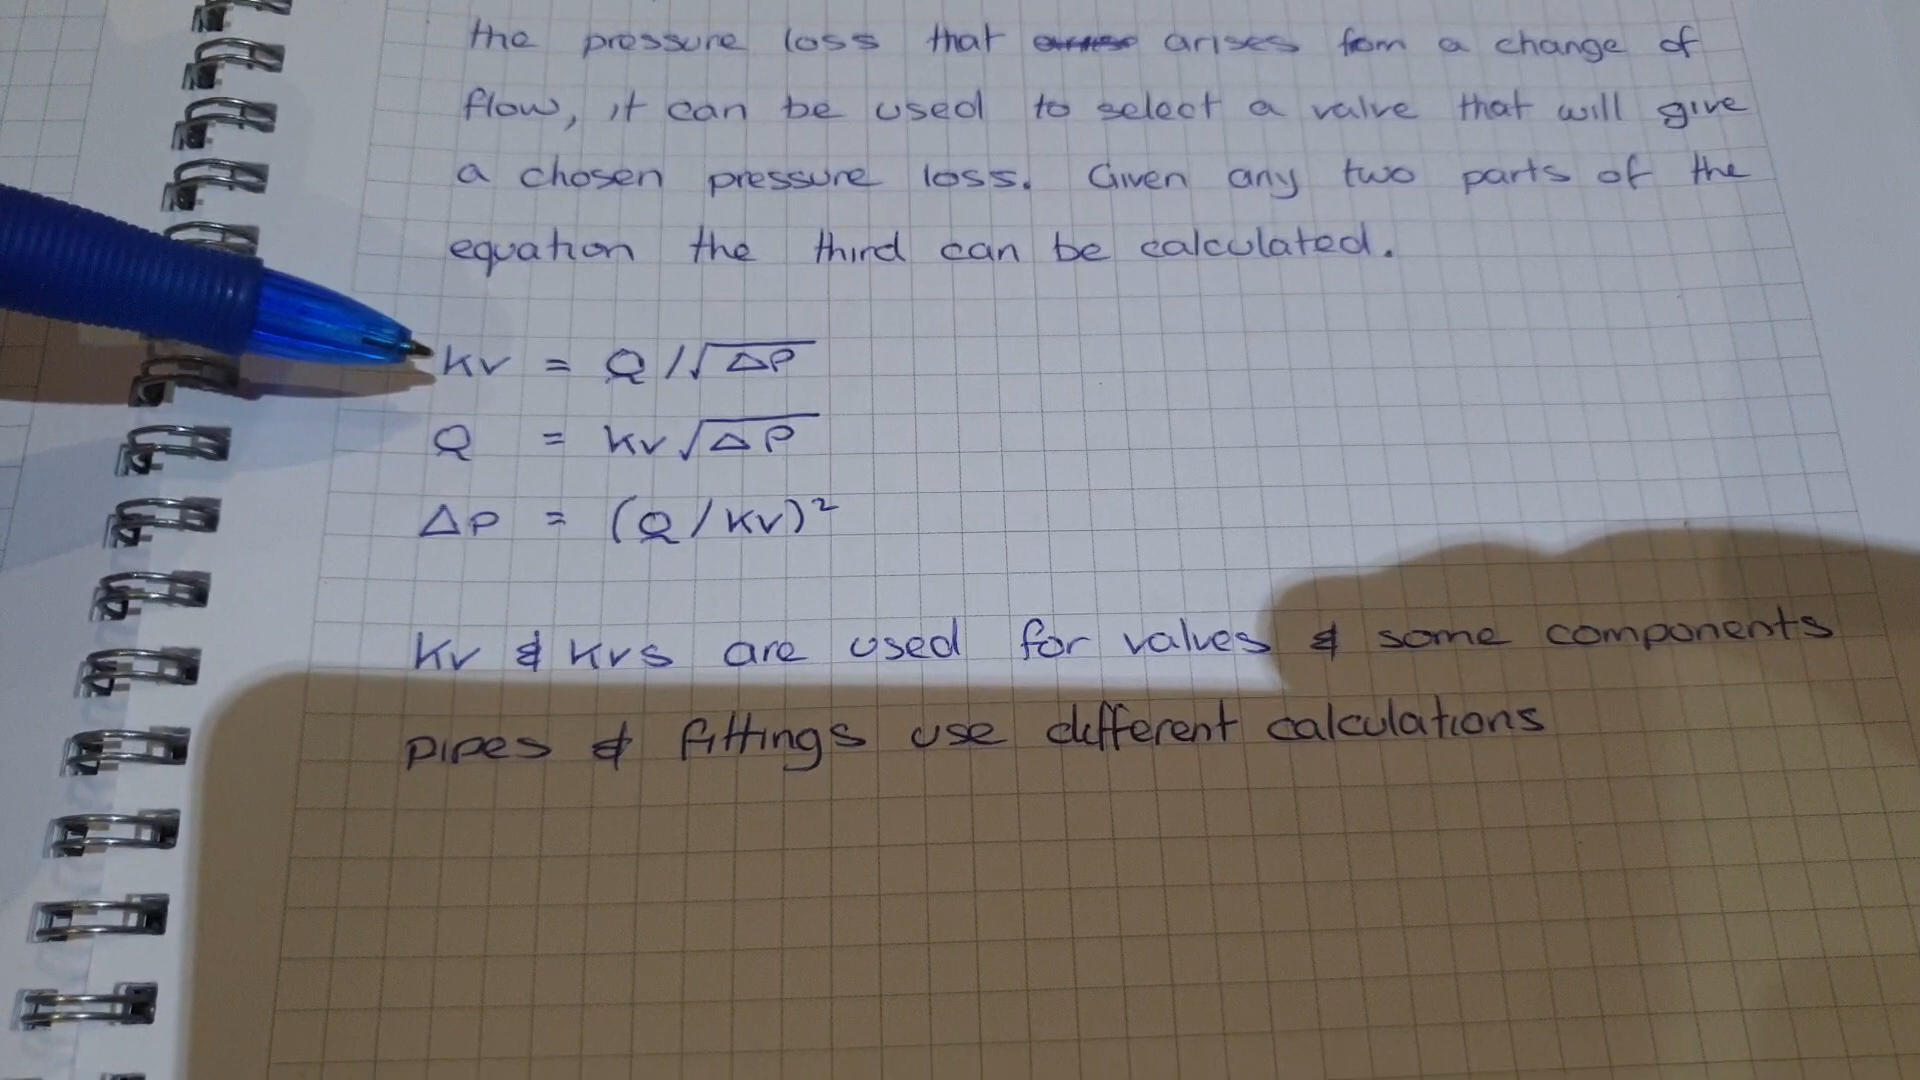 the pressure loss that arises from a change of
flow, it can be used to select a valve that will give
a chosen pressure loss. Given any two parts of the
equation the third can be calculated.
Kv = Q/√ΔP
Q = Kv√ΔP
ΔP = (Q/Kv)²
Kv & Kvs are used for valves & some components
pipes & fittings use different calculations